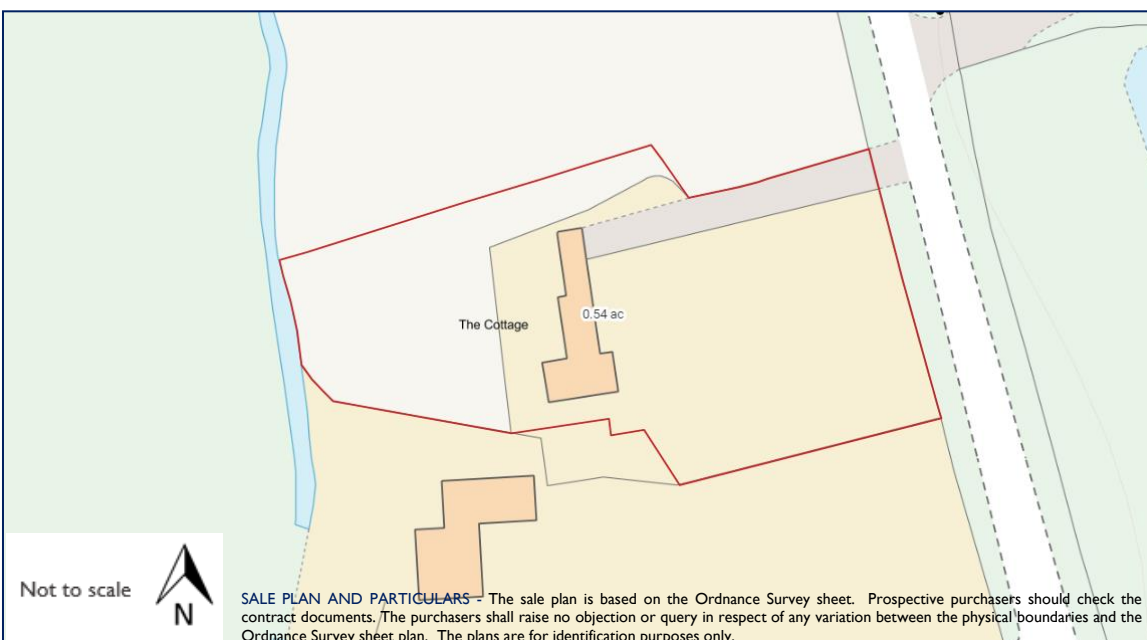 0.54 ac
The Cottage
Not to scale
N
SALE PLAN AND PARTICULARS - The sale plan is based on the Ordnance Survey sheet. Prospective purchasers should check the
contract documents. The purchasers shall raise no objection or query in respect of any variation between the physical boundaries and the
Ordnance Survey sheet plan. The plans are for identification purposes only.